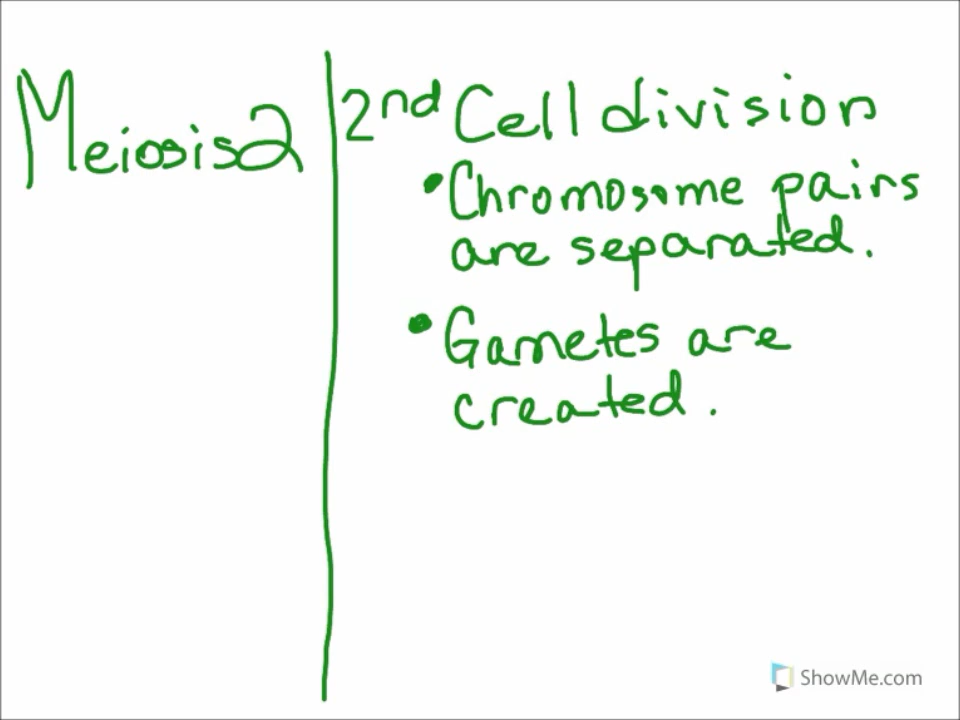 Meiosis2
2nd Cell division
•Chromosome pairs
are separated.
•Gametes are
created.
ShowMe.com